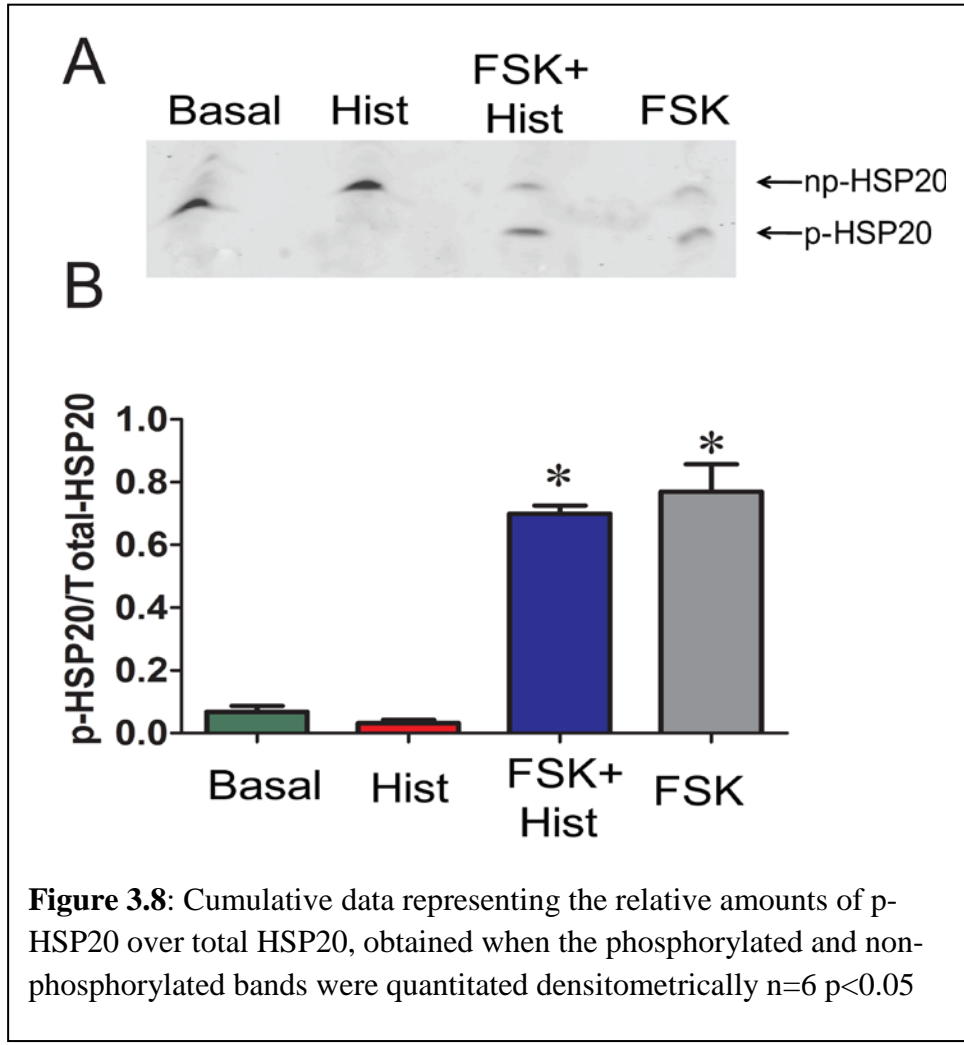 A
Basal Hist FSK+ Hist FSK
←np-HSP20
←p-HSP20
B
p-HSP20/Total-HSP20
1.0
0.8
0.6
0.4
0.2
0.0
* *
Basal Hist FSK+ Hist FSK
Figure 3.8: Cumulative data representing the relative amounts of p-
HSP20 over total HSP20, obtained when the phosphorylated and non-
phosphorylated bands were quantitated densitometrically n=6 p<0.05